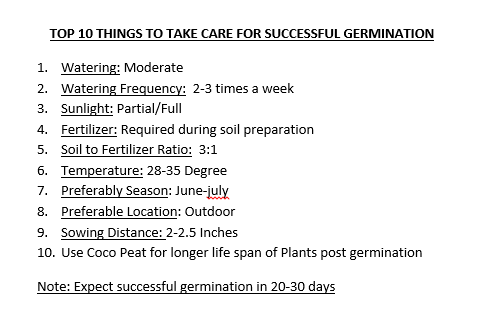 TOP 10 THINGS TO TAKE CARE FOR SUCCESSFUL GERMINATION
1. Watering: Moderate
2. Watering Frequency: 2-3 times a week
3. Sunlight: Partial/Full
4. Fertilizer: Required during soil preparation
5. Soil to Fertilizer Ratio: 3:1
6. Temperature: 28-35 Degree
7. Preferably Season: June-july
8. Preferable Location: Outdoor
9. Sowing Distance: 2-2.5 Inches
10. Use Coco Peat for longer life span of Plants post germination
Note: Expect successful germination in 20-30 days